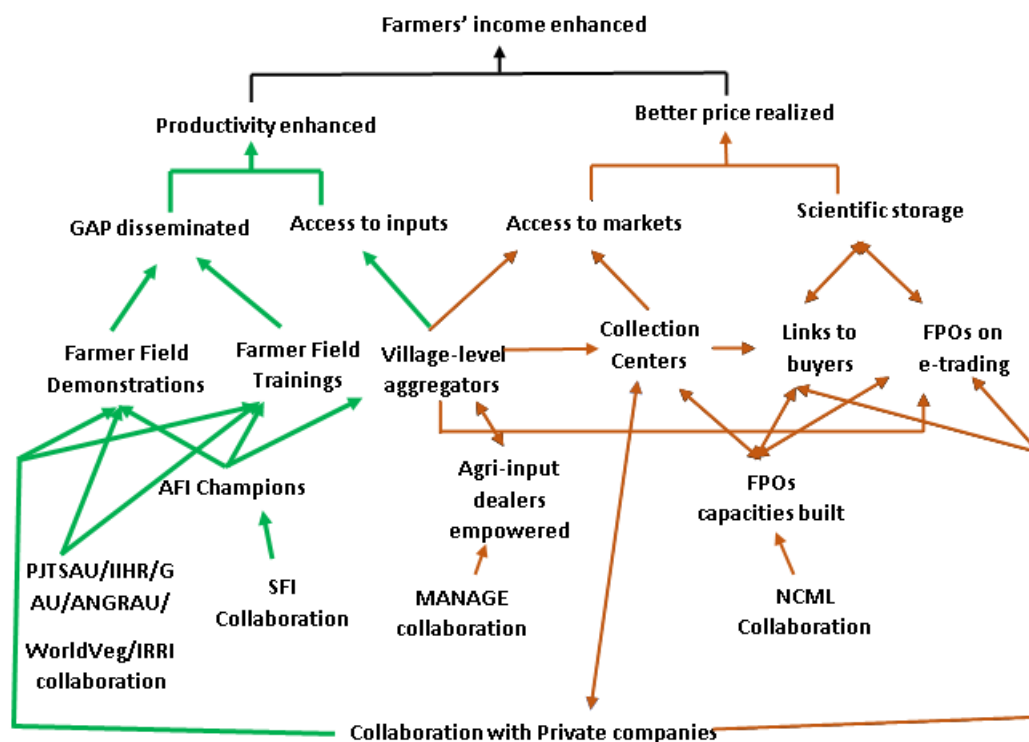 Farmers' income enhanced
Productivity enhanced
Better price realized
GAP disseminated
Access to inputs
Access to markets
Scientific storage
Farmer Field
Demonstrations
Farmer Field
Trainings
Village-level
aggregators
Collection
Centers
Links to
buyers
FPOs on
e-trading
AFI Champions
Agri-input
dealers
empowered
FPOs
capacities built
PJTSAU/IIHR/G
AU/ANGRAU/
WorldVeg/IRRI
collaboration
SFI
Collaboration
MANAGE
collaboration
NCML
Collaboration
Collaboration with Private companies